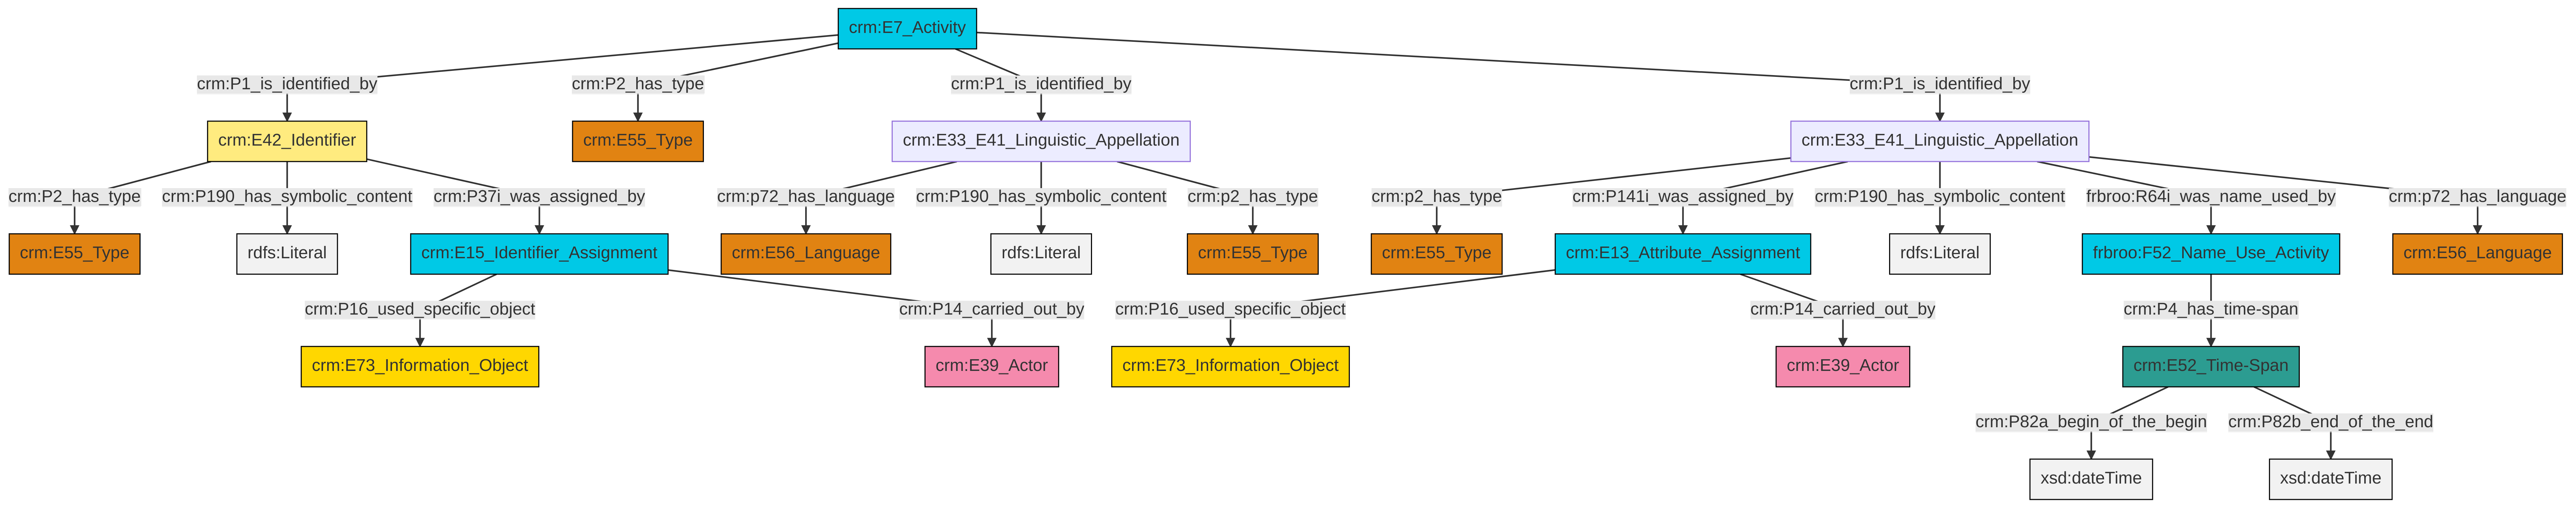 crm:E7_Activity
crm:P1_is_identified_by
crm:P2_has_type
crm:P1_is_identified_by
crm:P1_is_identified_by
crm:E42_Identifier
crm:E55_Type
crm:E33_E41_Linguistic_Appellation
crm:E33_E41_Linguistic_Appellation
crm:P2_has_type
crm:P190_has_symbolic_content
crm:P37i_was_assigned_by
crm:p72_has_language
crm:P190_has_symbolic_content
crm:p2_has_type
crm:p2_has_type
crm:P141i_was_assigned_by
crm:P190_has_symbolic_content
frbroo:R64i_was_name_used_by
crm:p72_has_language
crm:E55_Type
rdfs:Literal
crm:E15_Identifier_Assignment
crm:E56_Language
rdfs:Literal
crm:E55_Type
crm:E55_Type
crm:E13_Attribute_Assignment
rdfs:Literal
frbroo:F52_Name_Use_Activity
crm:E56_Language
crm:P16_used_specific_object
crm:P14_carried_out_by
crm:P16_used_specific_object
crm:P14_carried_out_by
crm:P4_has_time-span
crm:E73_Information_Object
crm:E39_Actor
crm:E73_Information_Object
crm:E39_Actor
crm:E52_Time-Span
crm:P82a_begin_of_the_begin
crm:P82b_end_of_the_end
xsd:dateTime
xsd:dateTime